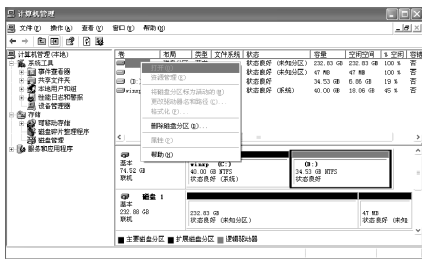 计算机管理
文件(F) 操作(A) 查看(V) 窗口(W) 帮助(H)
计算机管理(本地)
系统工具
事件查看器
共享文件夹
本地用户和组
性能日志和警报
设备管理器
存储
可移动存储
磁盘碎片整理程序
磁盘管理
服务和应用程序
卷 布局 类型 文件系统 状态 容量 空闲空间 % 空闲 容错
状态良好 (未知分区) 232.83 GB 232.83 GB 100 % 否
状态良好 (未知分区) 47 MB 47 MB 100 % 否
(D:) 状态良好 34.53 GB 6.86 GB 19 % 否
winxp 状态良好 (系统) 40.00 GB 18.06 GB 45 % 否
资源管理(E)
将磁盘分区标为活动的(M)
更改驱动器名和路径(C)...
格式化(F)...
删除磁盘分区(D)...
属性(P)
帮助(H)
基本
74.52 GB
联机
winxp (C:)
40.00 GB NTFS
状态良好 (系统)
(D:)
34.53 GB NTFS
状态良好
磁盘 1
基本
232.88 GB
联机
232.83 GB
状态良好 (未知分区)
47 MB
状态良好 (未知
主要磁盘分区 扩展磁盘分区 逻辑驱动器